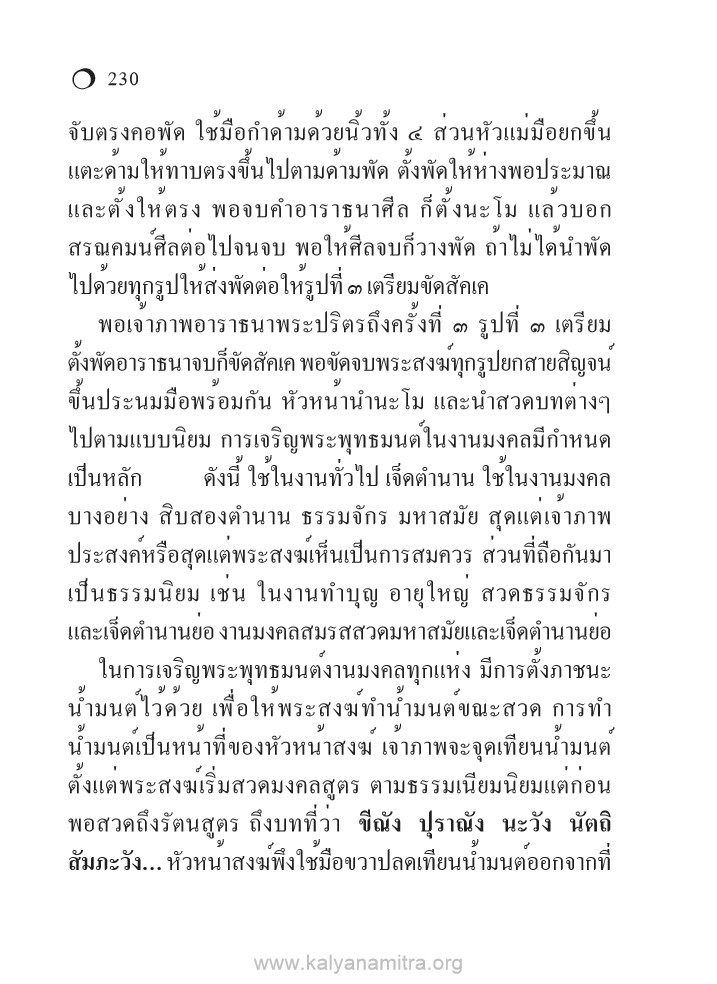 230
จับตรงคอพัด ใช้มือกำด้ามด้วยนิ้วทั้ง ๔ ส่วนหัวแม่มือยกขึ้น
แตะด้ามให้ทาบตรงขึ้นไปตามด้ามพัด ตั้งพัดให้ห่างพอประมาณ
และตั้งให้ตรง พอจบคำอาราธนาศีล ก็ตั้งนะโม แล้วบอก
สรณคมน์ศีลต่อไปจนจบ พอให้ศีลจบก็วางพัด ถ้าไม่ได้นำพัด
ไปด้วยทุกรูปให้ส่งพัดต่อให้รูปที่ ๓ เตรียมขัดสัคเค
พอเจ้าภาพอาราธนาพระปริตรถึงครั้งที่ ๓ รูปที่ ๓ เตรียม
ตั้งพัดอาราธนาจบก็ขัดสัคเค พอขัดจบพระสงฆ์ทุกรูปยกสายสิญจน์
ขึ้นประนมมือพร้อมกัน หัวหน้านำนะโม และนำสวดบทต่างๆ
ไปตามแบบนิยม การเจริญพระพุทธมนต์ในงานมงคลมีกำหนด
เป็นหลัก ดังนี้ ใช้ในงานทั่วไป เจ็ดตำนาน ใช้ในงานมงคล
บางอย่าง สิบสองตำนาน ธรรมจักร มหาสมัย สุดแต่เจ้าภาพ
ประสงค์หรือสุดแต่พระสงฆ์เห็นเป็นการสมควร ส่วนที่ถือกันมา
เป็นธรรมนิยม เช่น ในงานทำบุญ อายุใหญ่ สวดธรรมจักร
และเจ็ดตำนานย่อ งานมงคลสมรสสวดมหาสมัยและเจ็ดตำนานย่อ
ในการเจริญพระพุทธมนต์งานมงคลทุกแห่ง มีการตั้งภาชนะ
น้ำมนต์ไว้ด้วย เพื่อให้พระสงฆ์ทำน้ำมนต์ขณะสวด การทำ
น้ำมนต์เป็นหน้าที่ของหัวหน้าสงฆ์ เจ้าภาพจะจุดเทียนน้ำมนต์
ตั้งแต่พระสงฆ์เริ่มสวดมงคลสูตร ตามธรรมเนียมนิยมแต่ก่อน
พอสวดถึงรัตนสูตร ถึงบทที่ว่า ขีณัง ปุราณัง นะวัง นัตถิ
สัมภะวัง... หัวหน้าสงฆ์พึงใช้มือขวาปลดเทียนน้ำมนต์ออกจากที่
www.kalyanamitra.org